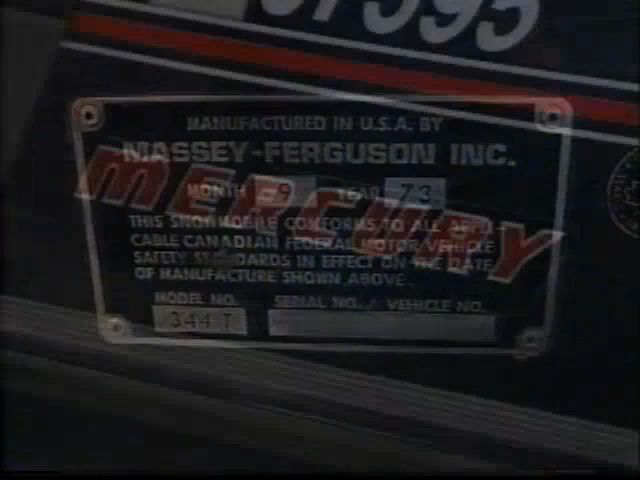 37595
MANUFACTURED IN U.S.A. BY
MASSEY-FERGUSON INC.
MERCURY
MONTH 9 YEAR 73
THIS SNOWMOBILE CONFORMS TO ALL APPLI-
CABLE CANADIAN FEDERAL MOTOR VEHICLE
SAFETY STANDARDS IN EFFECT ON THE DATE
OF MANUFACTURE SHOWN ABOVE.
MODEL NO. SERIAL NO. / VEHICLE NO.
344 T